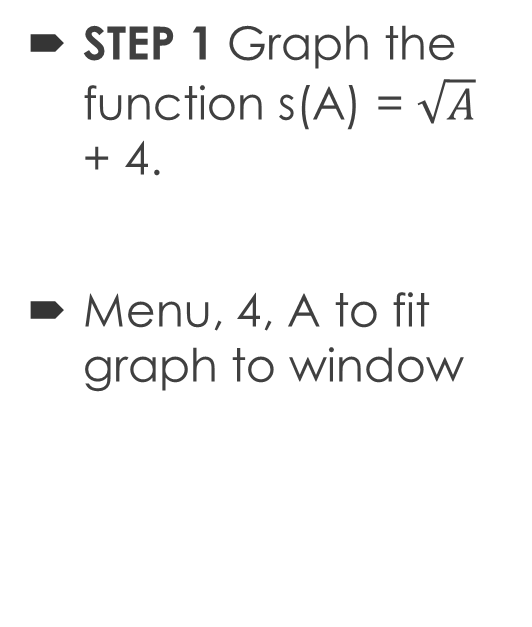 STEP 1 Graph the
function s(A) = √A
+ 4.
Menu, 4, A to fit
graph to window